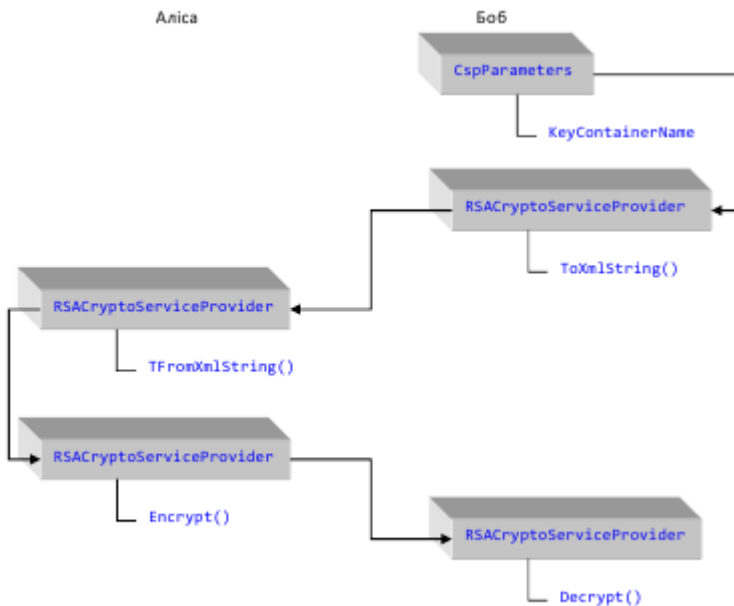 Аліса
Боб
CspParameters
KeyContainerName
RSACryptoServiceProvider
ToXmlString()
RSACryptoServiceProvider
TFromXmlString()
RSACryptoServiceProvider
Encrypt()
RSACryptoServiceProvider
Decrypt()